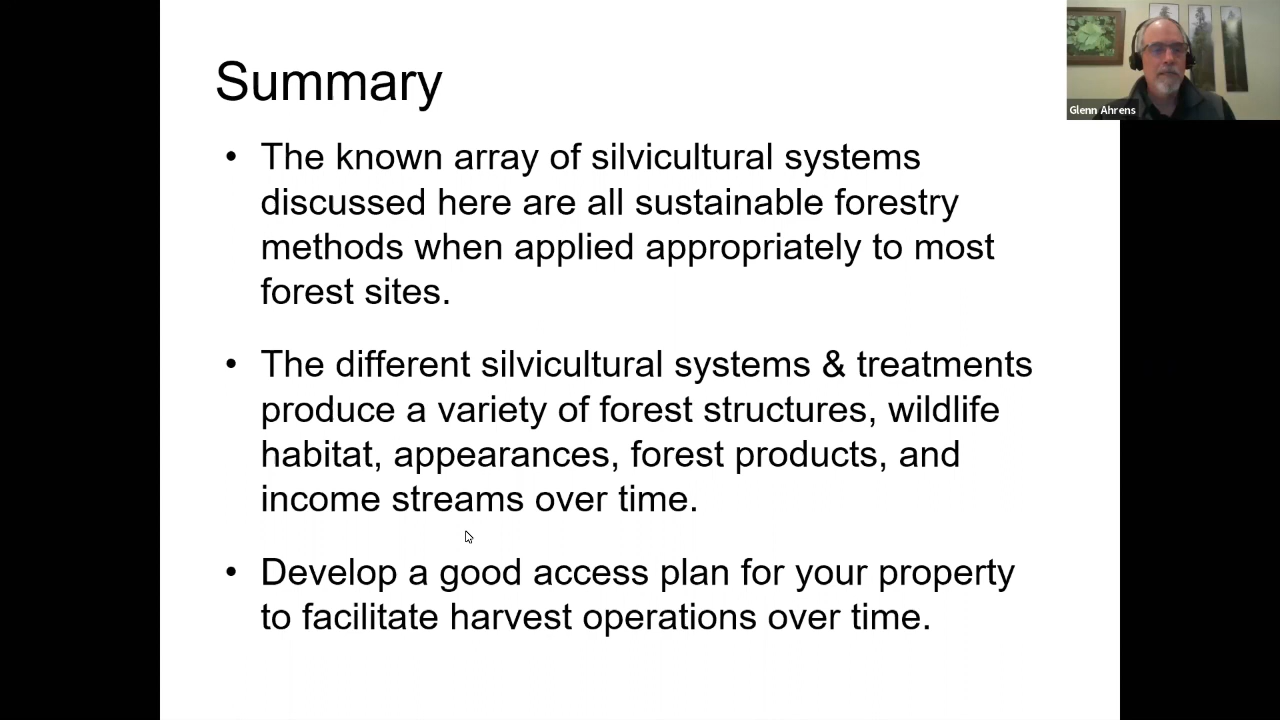 Summary
• The known array of silvicultural systems
discussed here are all sustainable forestry
methods when applied appropriately to most
forest sites.
• The different silvicultural systems & treatments
produce a variety of forest structures, wildlife
habitat, appearances, forest products, and
income streams over time.
• Develop a good access plan for your property
to facilitate harvest operations over time.
Glenn Ahrens